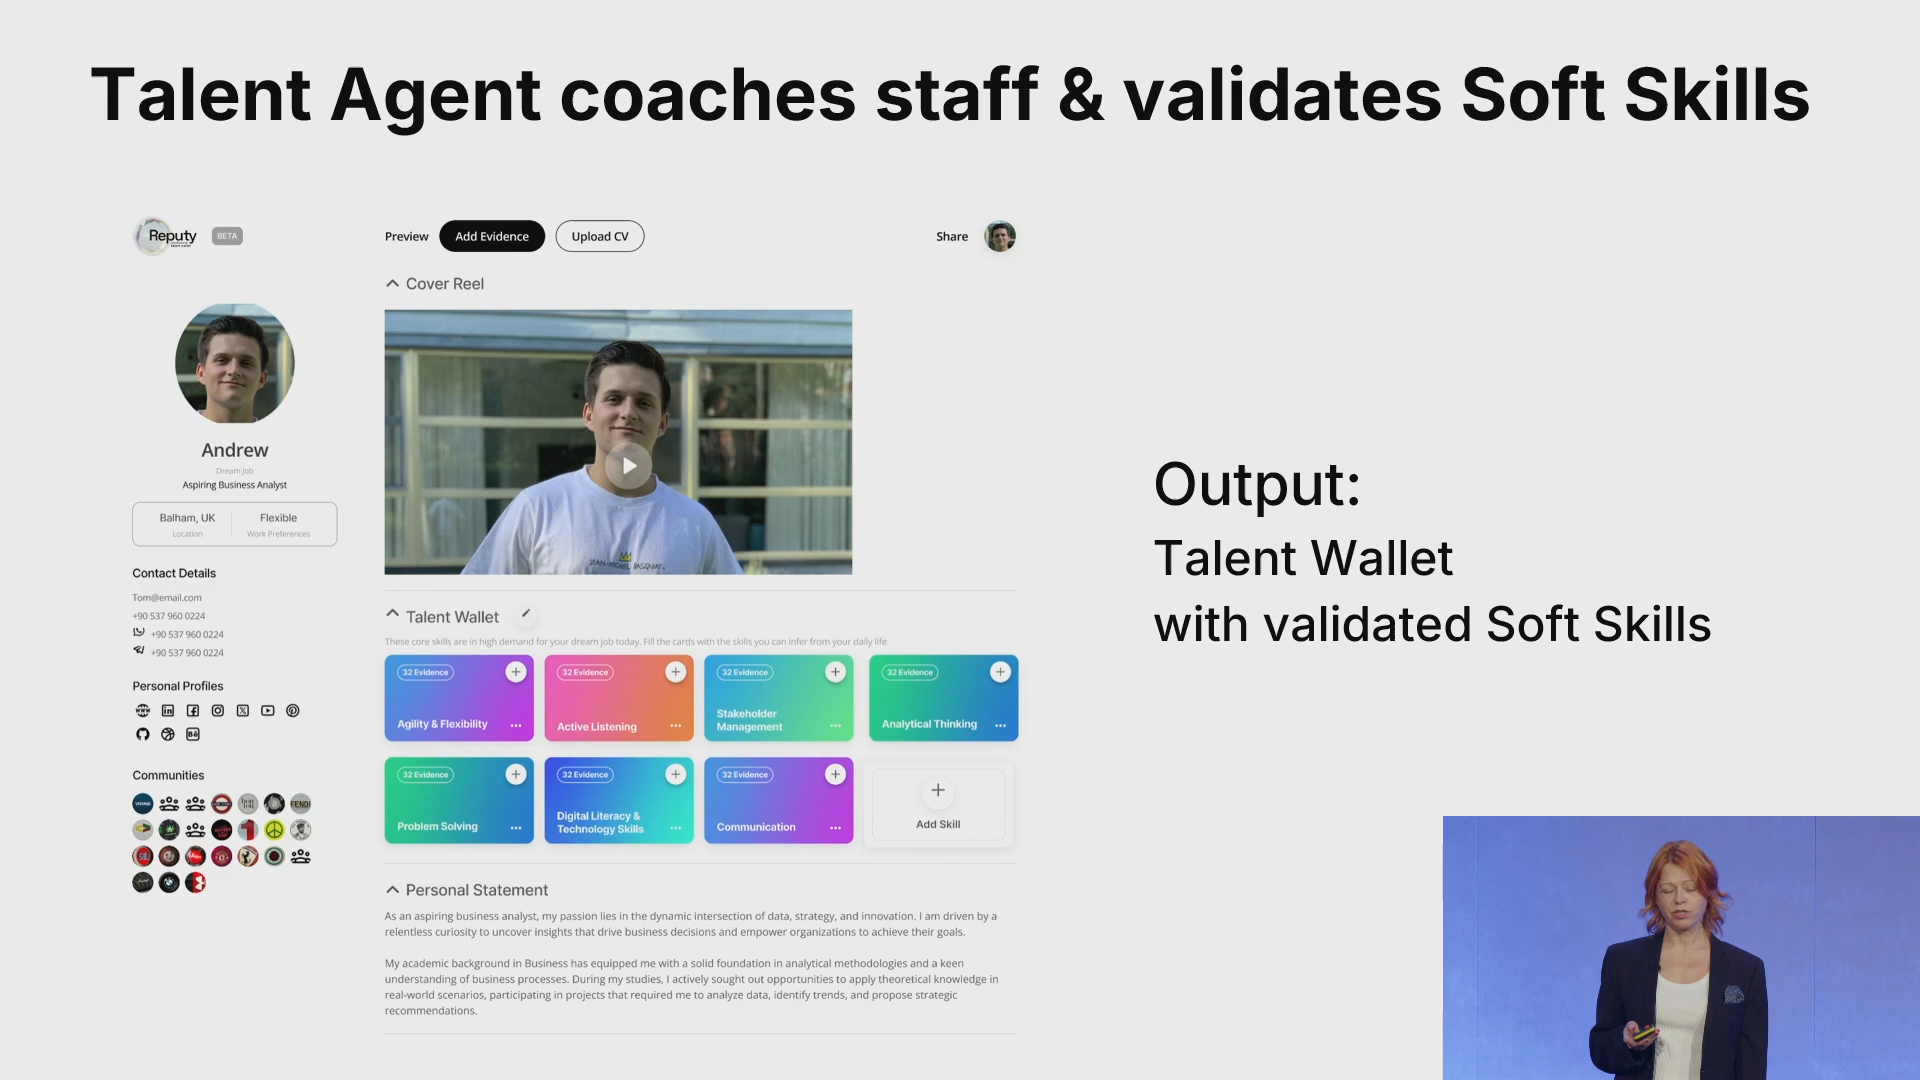 Talent Agent coaches staff & validates Soft Skills
Reputy
BETA
Preview
Add Evidence
Upload CV
Share
Cover Reel
Andrew
Dream Job
Aspiring Business Analyst
Balham, UK
Flexible
Location
Work Preferences
Contact Details
Tom@email.com
+90 537 960 0224
+90 537 960 0224
+90 537 960 0224
Personal Profiles
Communities
FENDI
Talent Wallet
These core skills are in high demand for your dream job today. Fill the cards with the skills you can infer from your daily life.
32 Evidence
Agility & Flexibility
32 Evidence
Active Listening
32 Evidence
Stakeholder
Management
32 Evidence
Analytical Thinking
32 Evidence
Problem Solving
32 Evidence
Digital Literacy &
Technology Skills
32 Evidence
Communication
Add Skill
Personal Statement
As an aspiring business analyst, my passion lies in the dynamic intersection of data, strategy, and innovation. I am driven by a
relentless curiosity to uncover insights that drive business decisions and empower organizations to achieve their goals.
My academic background in Business has equipped me with a solid foundation in analytical methodologies and a keen
understanding of business processes. During my studies, I actively sought out opportunities to apply theoretical knowledge in
real-world scenarios, participating in projects that required me to analyze data, identify trends, and propose strategic
recommendations.
Output:
Talent Wallet
with validated Soft Skills